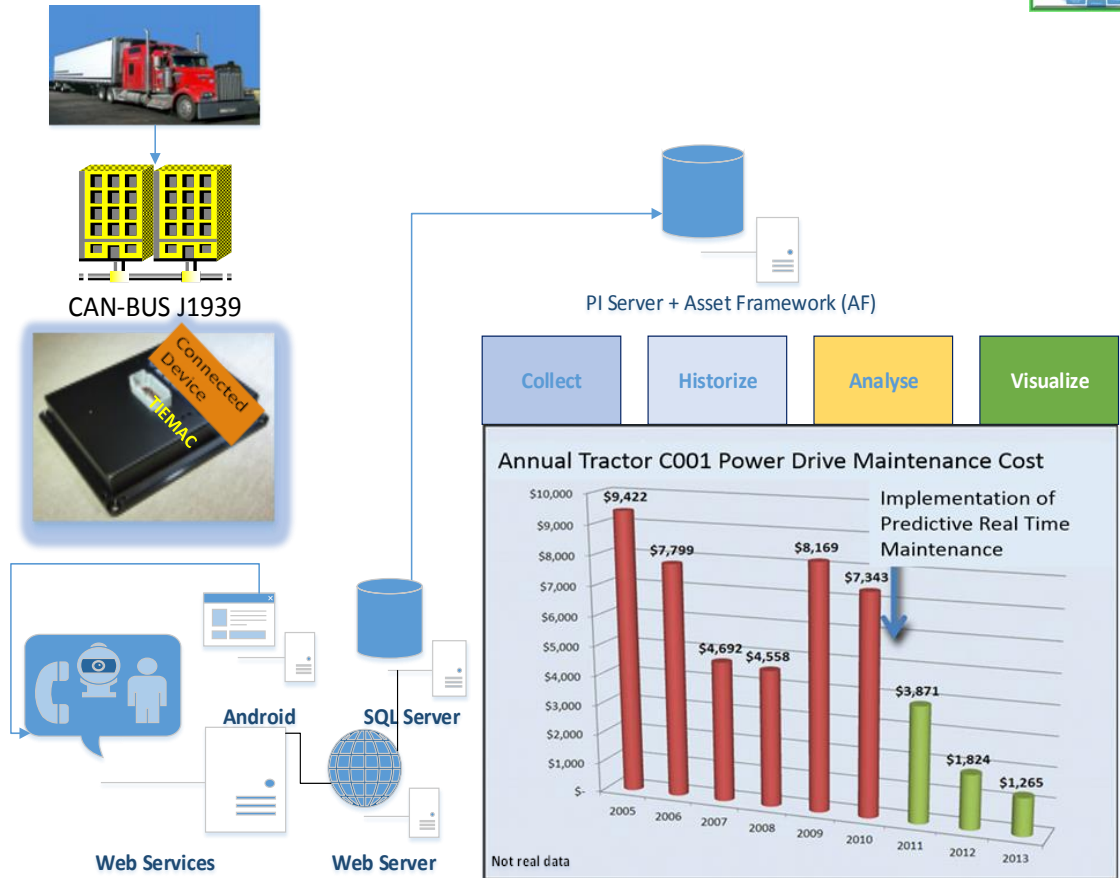 CAN-BUS J1939
Connected
Device
TIEMAC
Android
SQL Server
Web Services
Web Server
PI Server + Asset Framework (AF)
Collect
Historize
Analyse
Visualize
Annual Tractor C001 Power Drive Maintenance Cost
Implementation of
Predictive Real Time
Maintenance
$10,000
$9,000
$8,000
$7,000
$6,000
$5,000
$4,000
$3,000
$2,000
$1,000
$-
$9,422
$7,799
$4,692
$4,558
$8,169
$7,343
$3,871
$1,824
$1,265
2005
2006
2007
2008
2009
2010
2011
2012
2013
Not real data